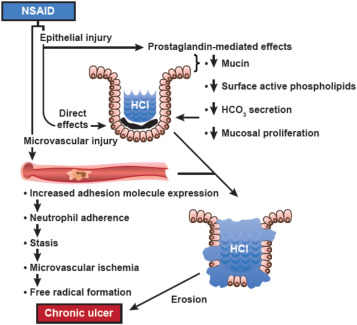 NSAID
Epithelial injury
Prostaglandin-mediated effects
• Mucin
• Surface active phospholipids
• HCO3 secretion
• Mucosal proliferation
HCl
Direct
effects
Microvascular injury
• Increased adhesion molecule expression
• Neutrophil adherence
• Stasis
• Microvascular ischemia
• Free radical formation
HCl
Erosion
Chronic ulcer